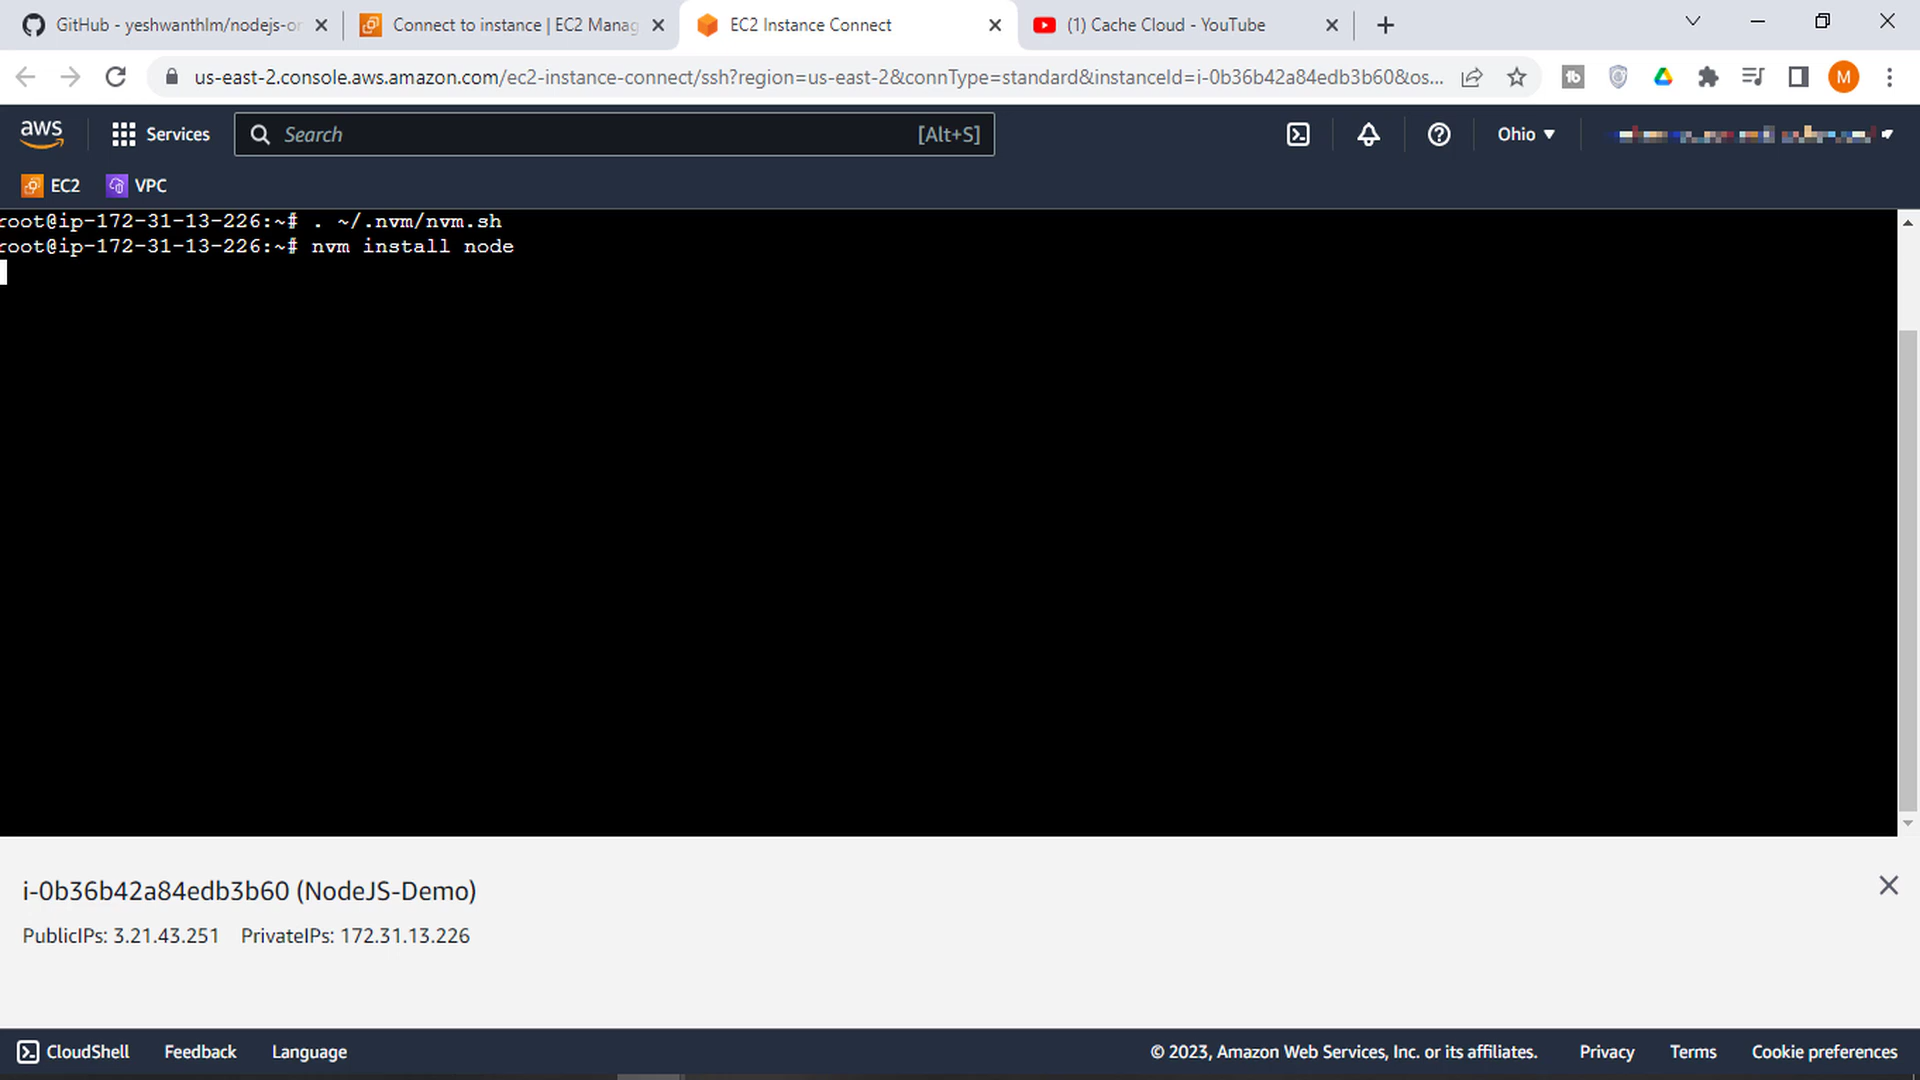 GitHub - yeshwanthlm/nodejs-or
Connect to instance | EC2 Manag
EC2 Instance Connect
(1) Cache Cloud - YouTube
us-east-2.console.aws.amazon.com/ec2-instance-connect/ssh?region=us-east-2&connType=standard&instanceId=i-0b36b42a84edb3b60&os...
M
aws
Services
Search
[Alt+S]
Ohio
EC2
VPC
root@ip-172-31-13-226:~# . ~/.nvm/nvm.sh
root@ip-172-31-13-226:~# nvm install node
i-0b36b42a84edb3b60 (NodeJS-Demo)
PublicIPs: 3.21.43.251 PrivateIPs: 172.31.13.226
CloudShell
Feedback
Language
© 2023, Amazon Web Services, Inc. or its affiliates.
Privacy
Terms
Cookie preferences